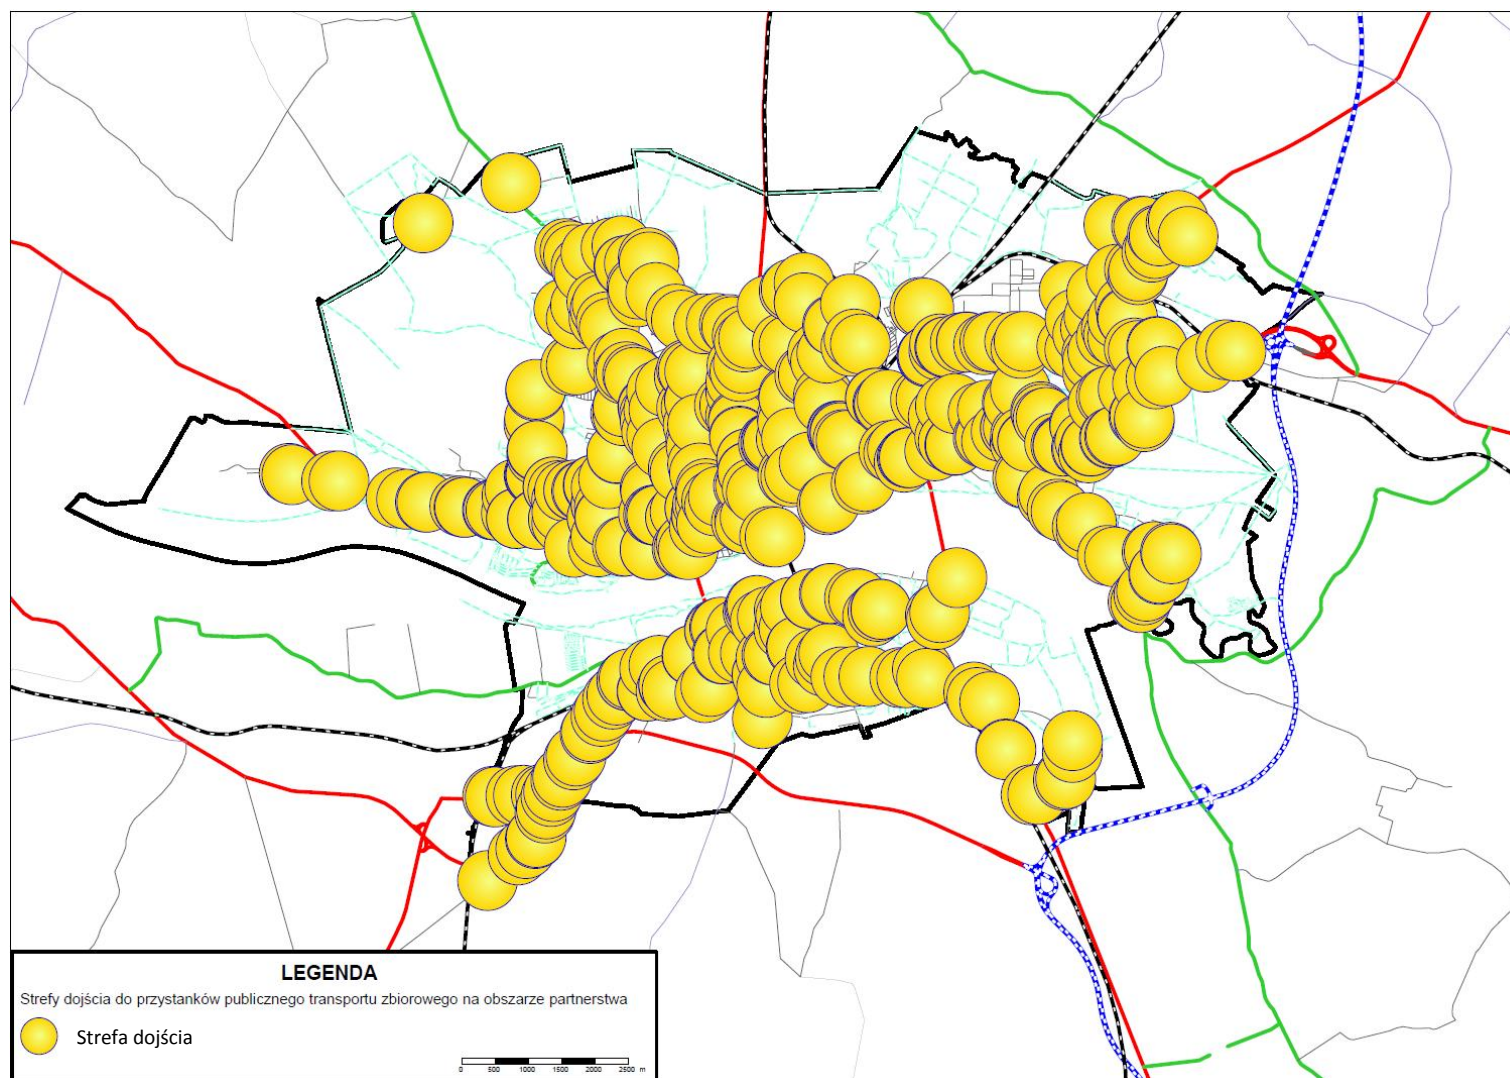 LEGENDA
Strefy dojścia do przystanków publicznego transportu zbiorowego na obszarze partnerstwa
Strefa dojścia
0 500 1000 1500 2000 2500 m